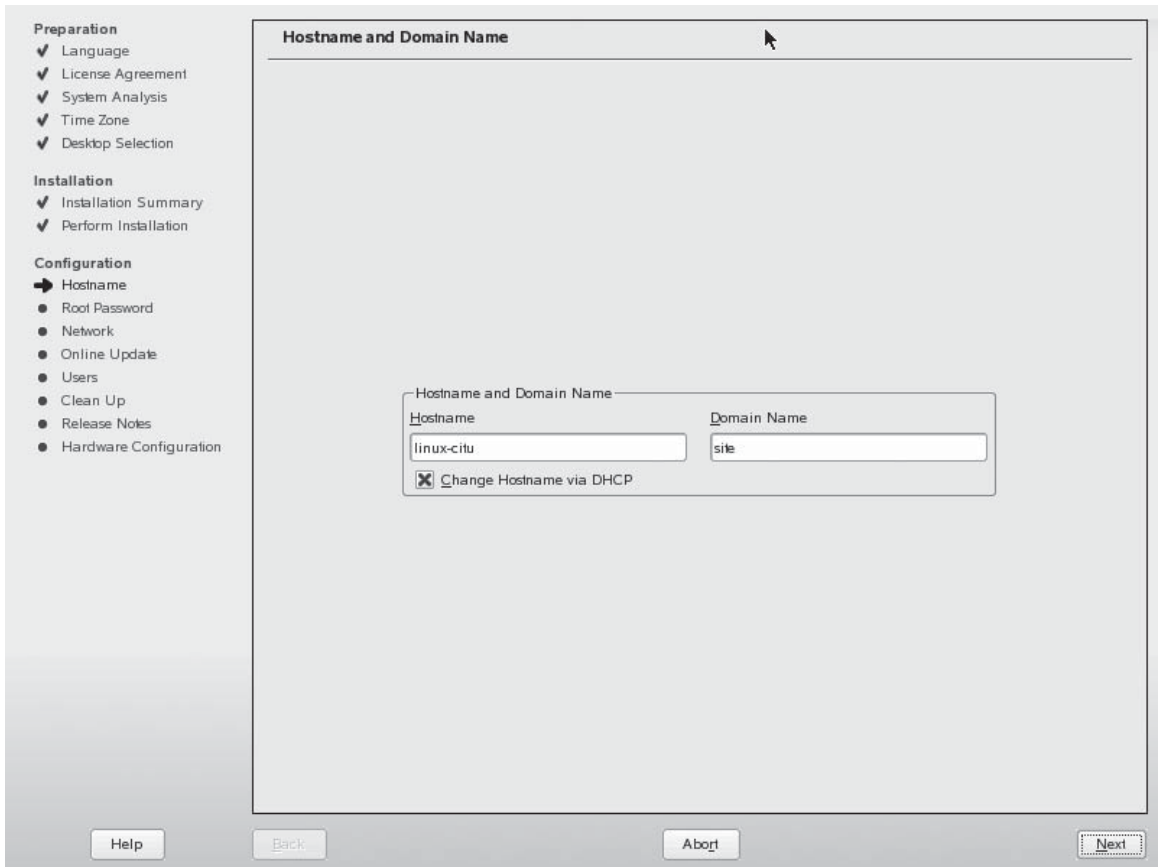 Preparation
Language
License Agreement
System Analysis
Time Zone
Desktop Selection
Installation
Installation Summary
Perform Installation
Configuration
Hostname
Root Password
Network
Online Update
Users
Clean Up
Release Notes
Hardware Configuration
Hostname and Domain Name
Hostname and Domain Name
Hostname
Domain Name
linux-citu
site
Change Hostname via DHCP
Help
Back
Abort
Next